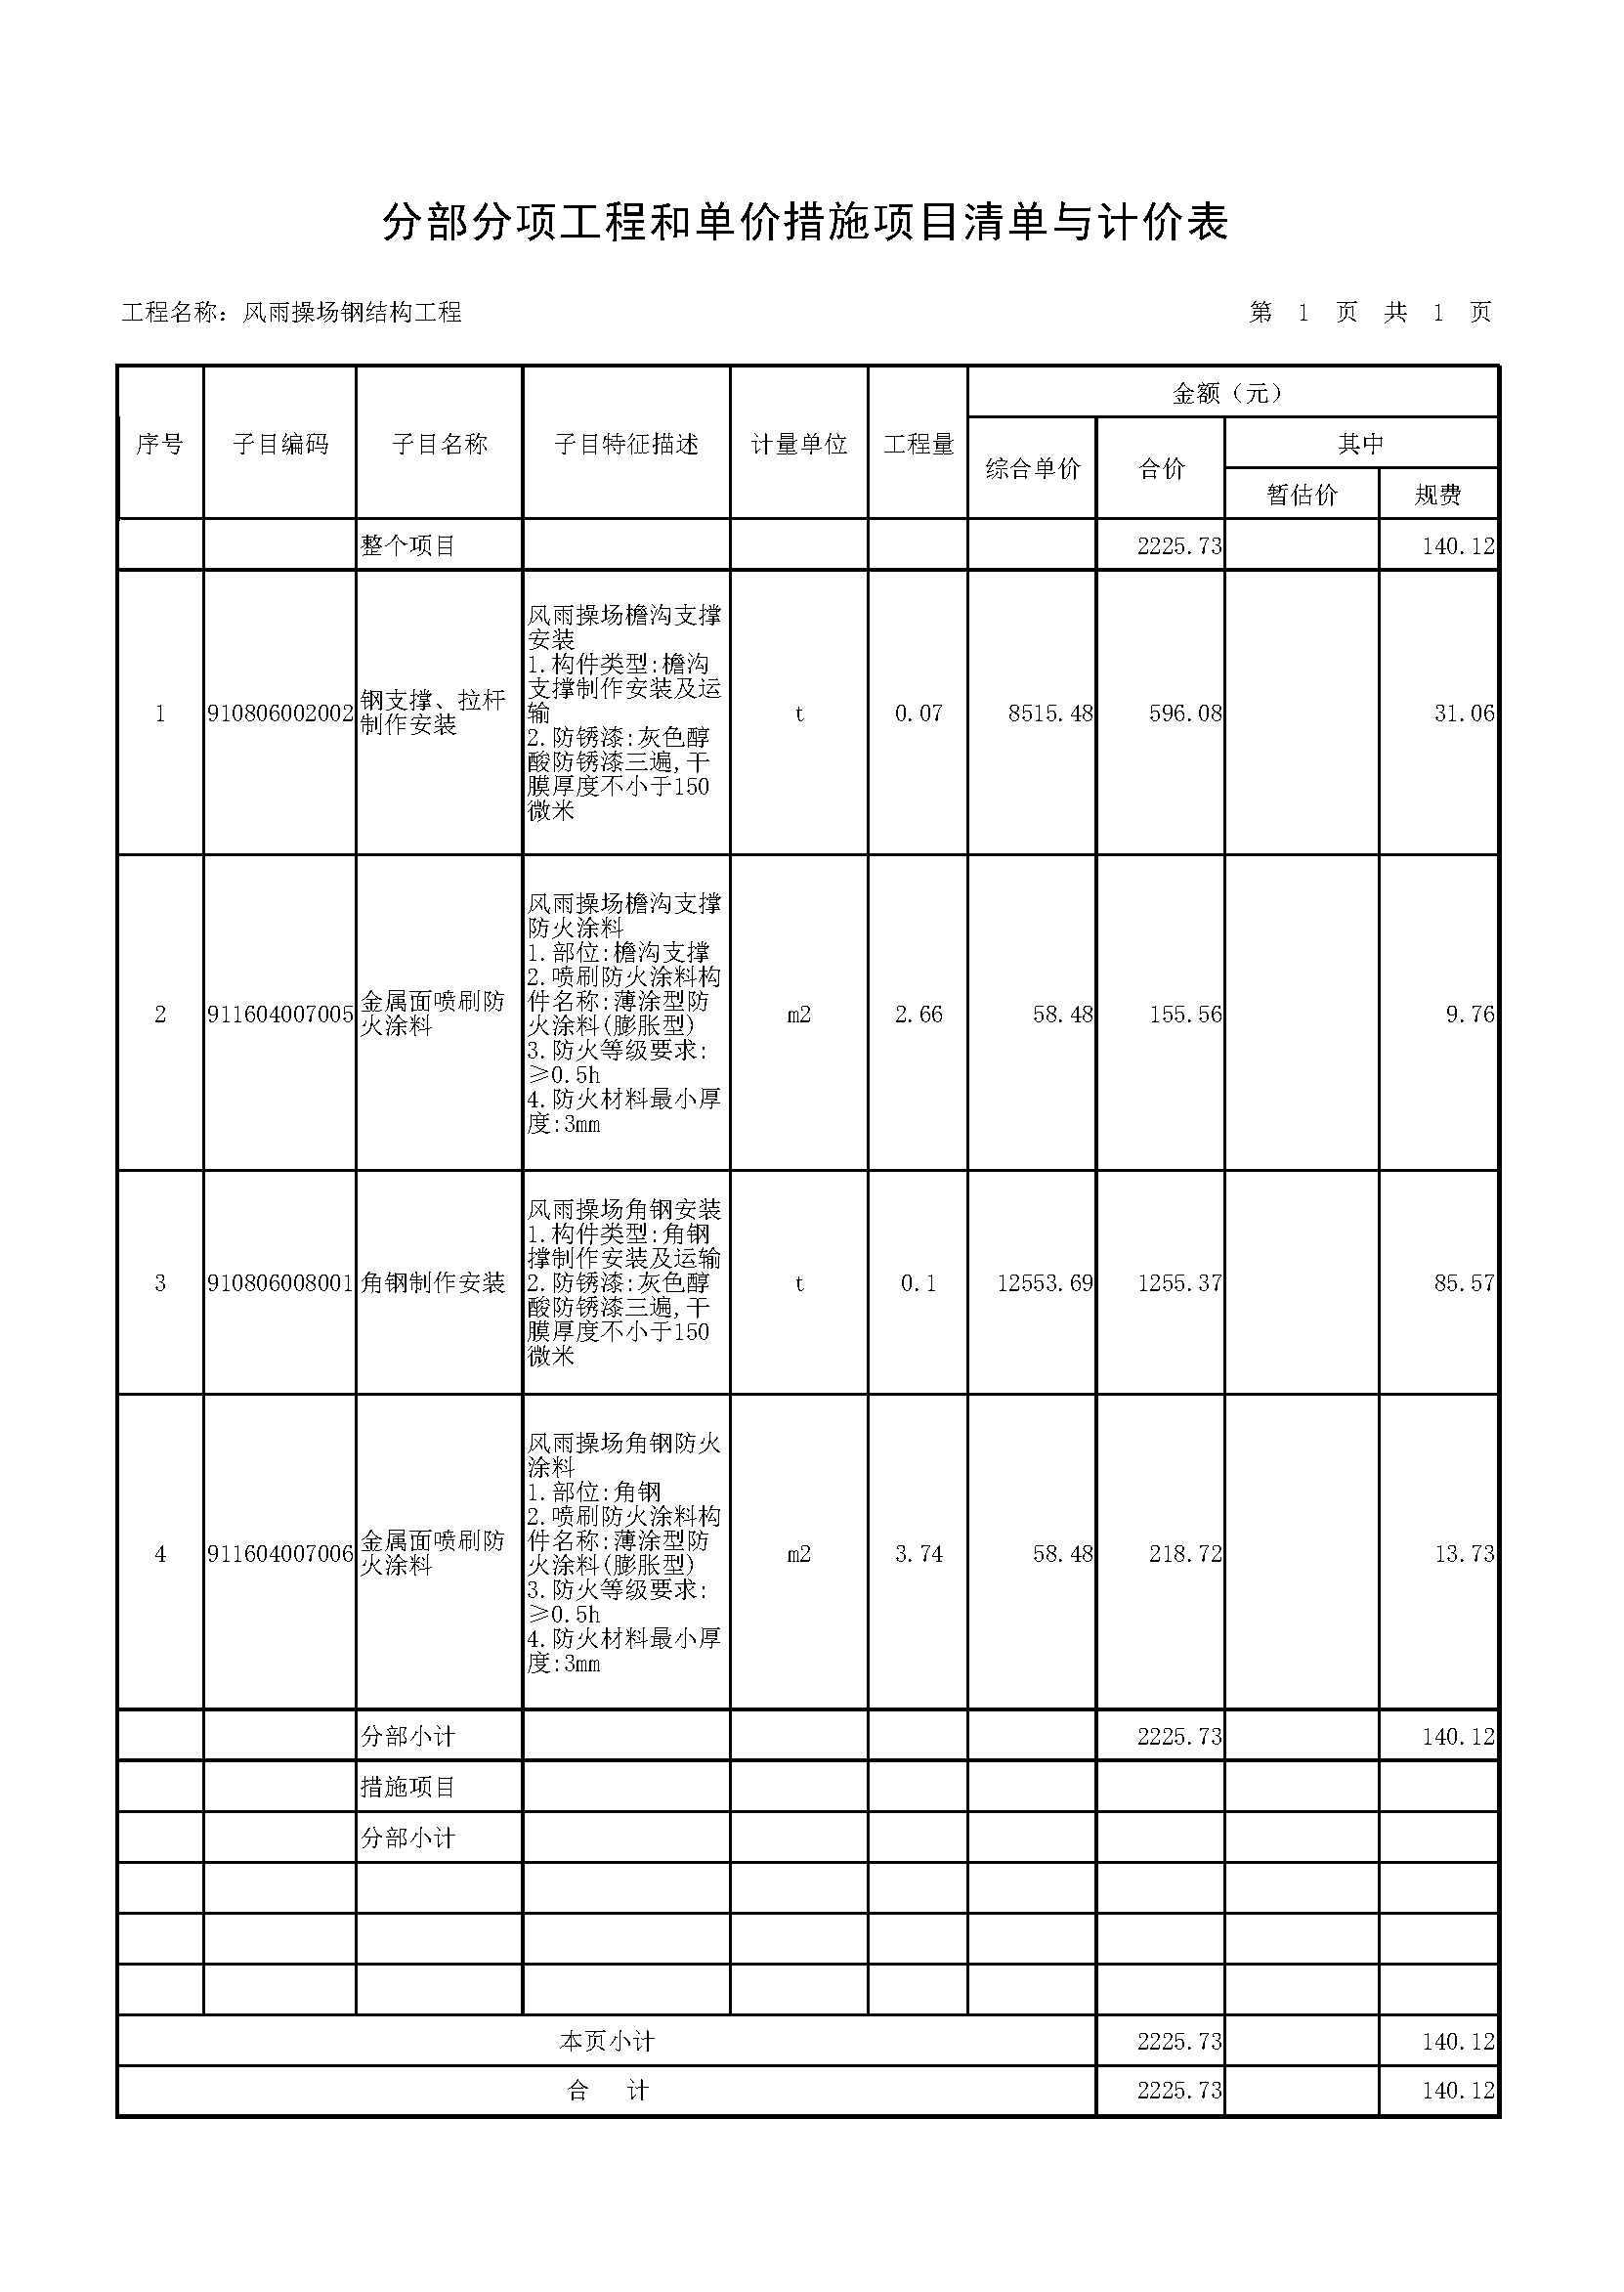 分部分项工程和单价措施项目清单与计价表
工程名称：风雨操场钢结构工程 第 1 页 共 1 页
序号 子目编码 子目名称 子目特征描述 计量单位 工程量 金额（元）
综合单价 合价 其中
暂估价 规费
整个项目 2225.73 140.12
1 910806002002 钢支撑、拉杆
制作安装
风雨操场檐沟支撑
安装
1.构件类型:檐沟
支撑制作安装及运
输
2.防锈漆:灰色醇
酸防锈漆三遍,干
膜厚度不小于150
微米
t 0.07 8515.48 596.08 31.06
2 911604007005 金属面喷刷防
火涂料
风雨操场檐沟支撑
防火涂料
1.部位:檐沟支撑
2.喷刷防火涂料构
件名称:薄涂型防
火涂料(膨胀型)
3.防火等级要求:
≥0.5h
4.防火材料最小厚
度:3mm
m2 2.66 58.48 155.56 9.76
3 910806008001 角钢制作安装
风雨操场角钢安装
1.构件类型:角钢
撑制作安装及运输
2.防锈漆:灰色醇
酸防锈漆三遍,干
膜厚度不小于150
微米
t 0.1 12553.69 1255.37 85.57
4 911604007006 金属面喷刷防
火涂料
风雨操场角钢防火
涂料
1.部位:角钢
2.喷刷防火涂料构
件名称:薄涂型防
火涂料(膨胀型)
3.防火等级要求:
≥0.5h
4.防火材料最小厚
度:3mm
m2 3.74 58.48 218.72 13.73
分部小计 2225.73 140.12
措施项目
分部小计
本页小计 2225.73 140.12
合 计 2225.73 140.12